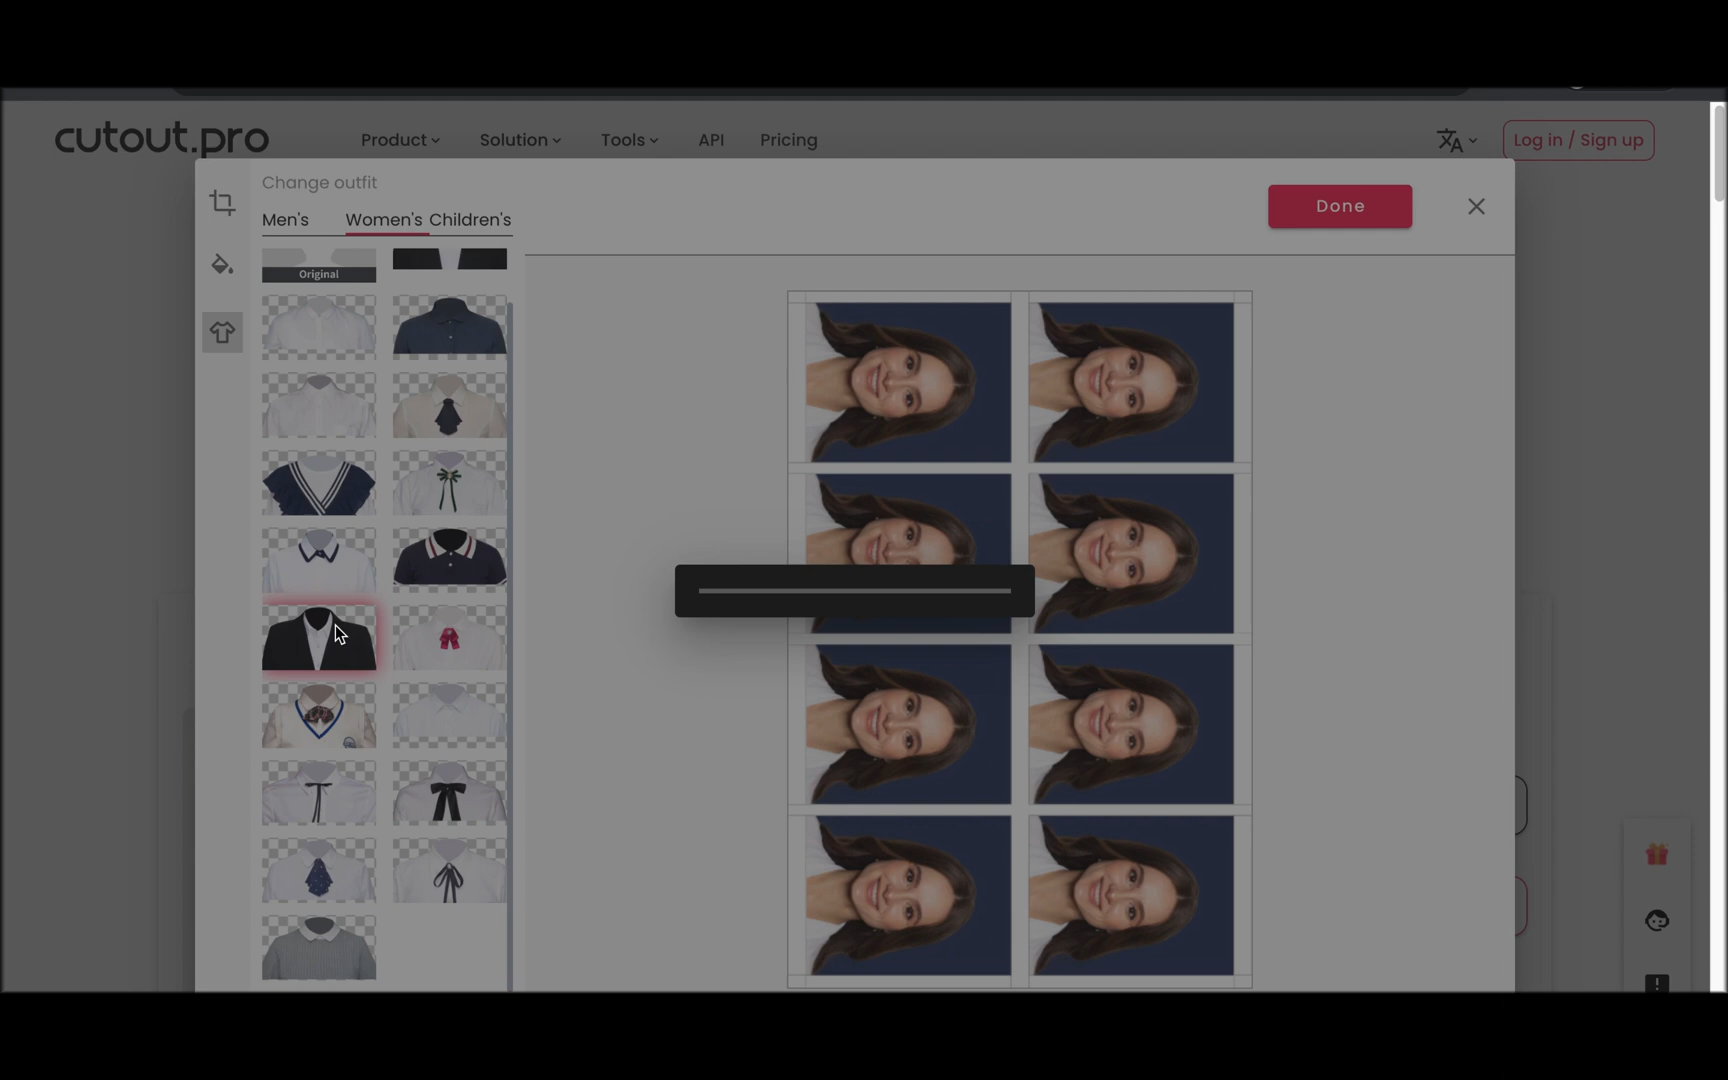 cutout.pro
Product
Solution
Tools
API
Pricing
Log in / Sign up
Change outfit
Men's
Women's
Children's
Done
Original